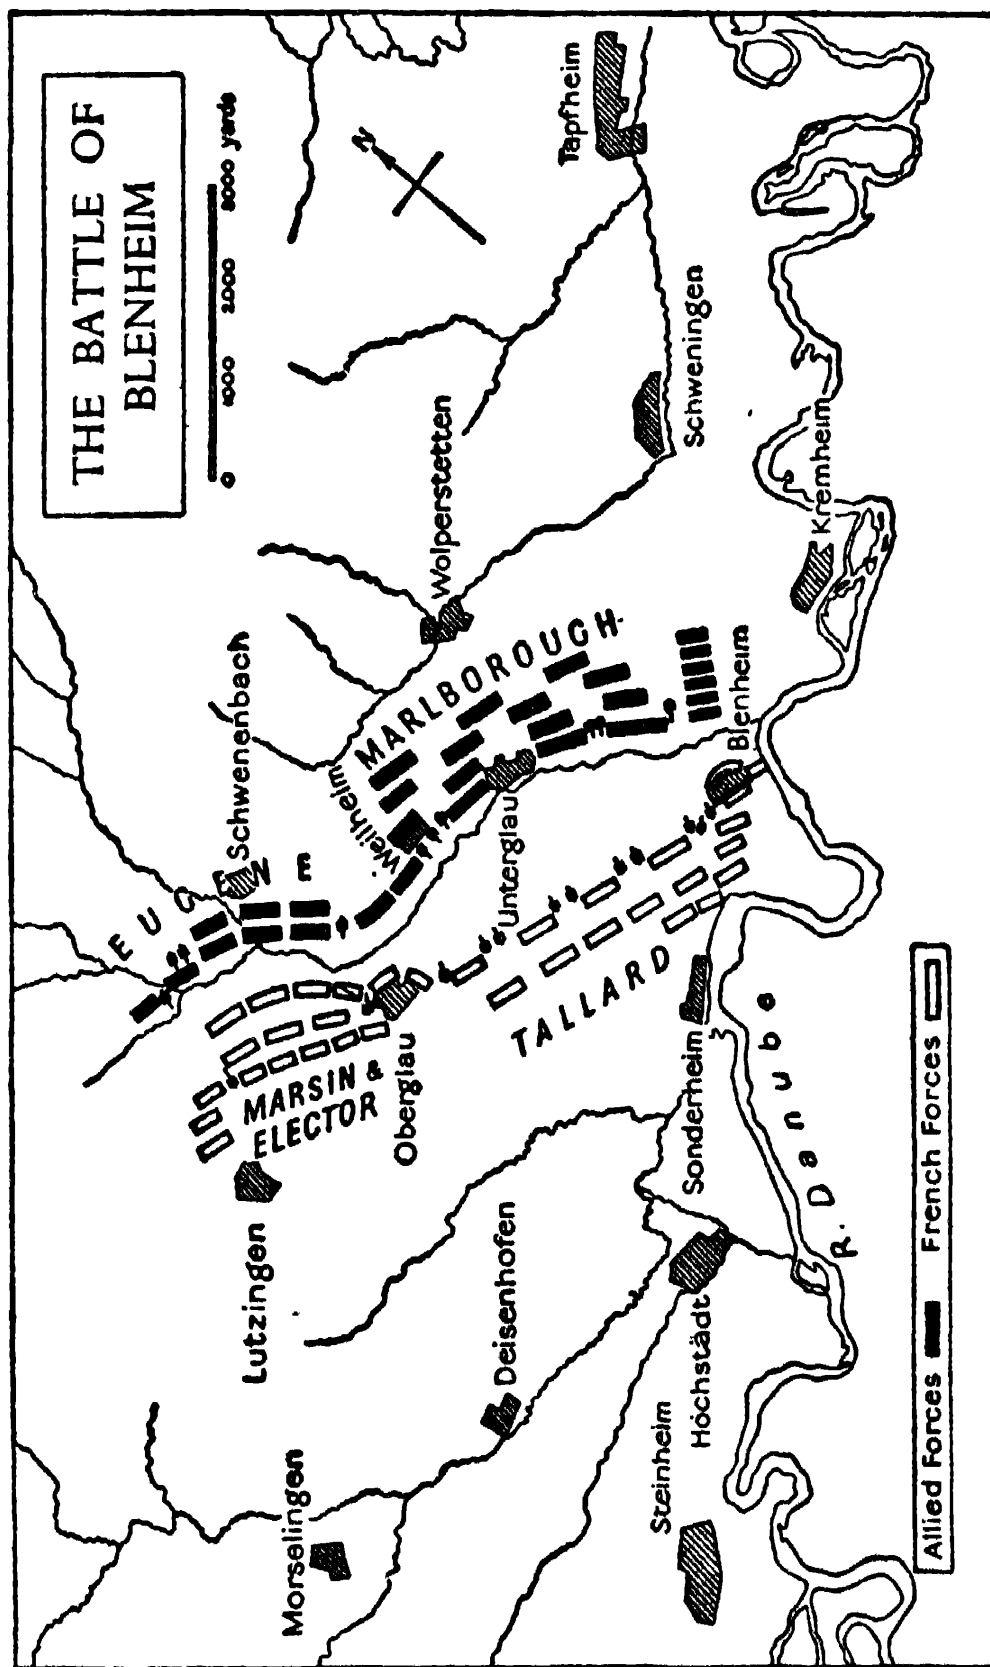 THE BATTLE OF
BLENHEIM
0 1000 2000 3000 yards
N
Tapfheim
Schweningen
Kremheim
Wolperstetten
Schwenenbach
EUGENE
MARLBOROUGH
Weilheim
Unterglau
Blenheim
Oberglau
MARSIN &
ELECTOR
TALLARD
Lutzingen
Sonderheim
R. Danube
Deisenhofen
Höchstädt
Steinheim
Morselingen
Allied Forces French Forces